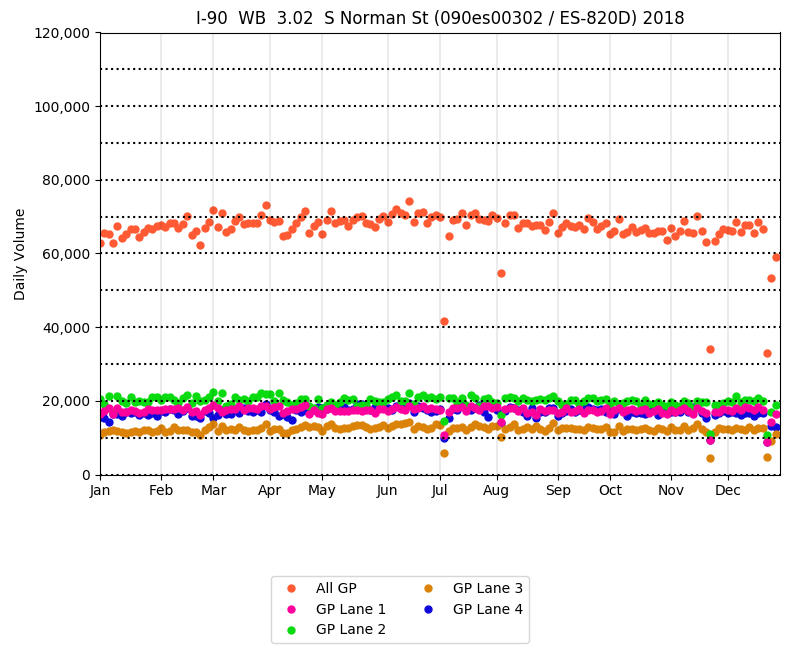 I-90  WB  3.02  S Norman St (090es00302 / ES-820D) 2018
Daily Volume
120,000
100,000
80,000
60,000
40,000
20,000
0
Jan Feb Mar Apr May Jun Jul Aug Sep Oct Nov Dec
All GP
GP Lane 1
GP Lane 2
GP Lane 3
GP Lane 4